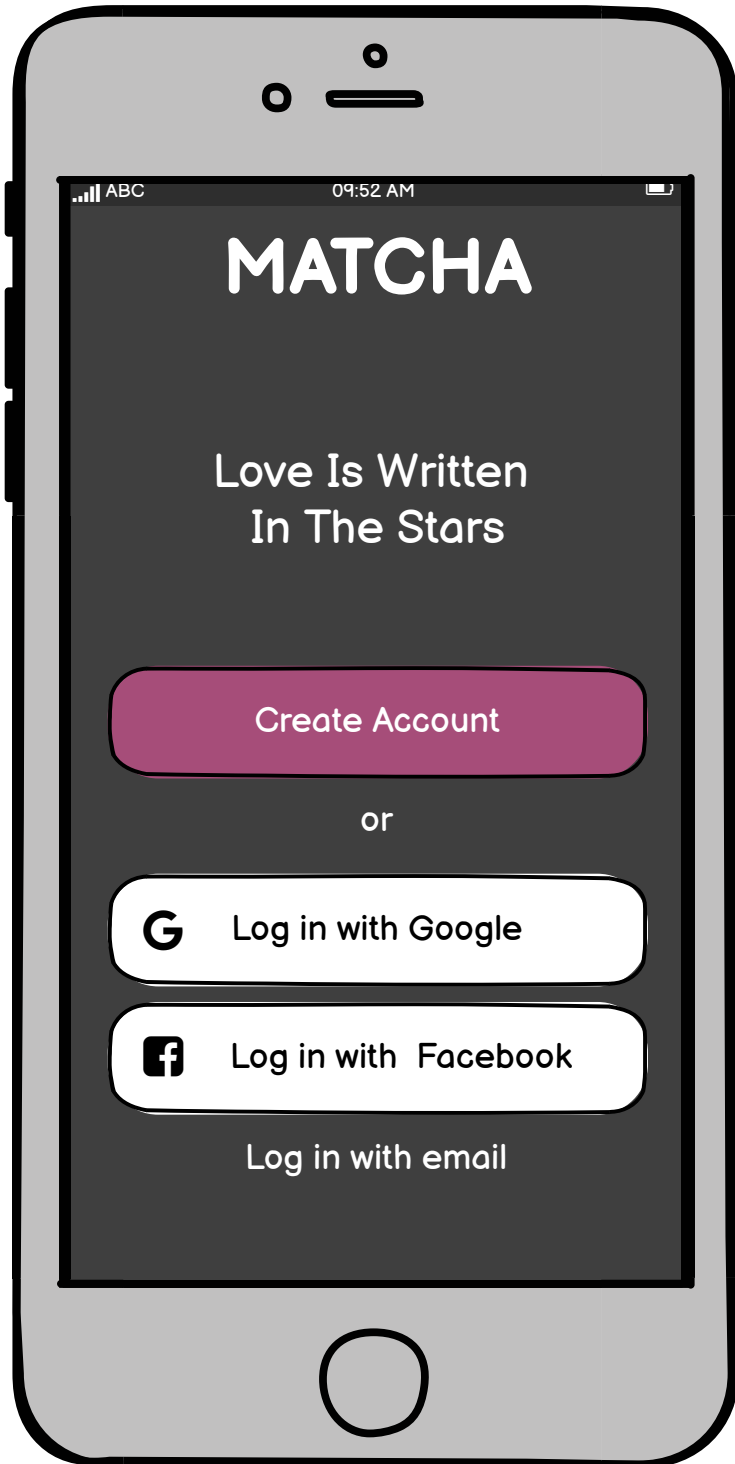 ABC 09:52 AM
MATCHA
Love Is Written
In The Stars
Create Account
or
Log in with Google
Log in with Facebook
Log in with email